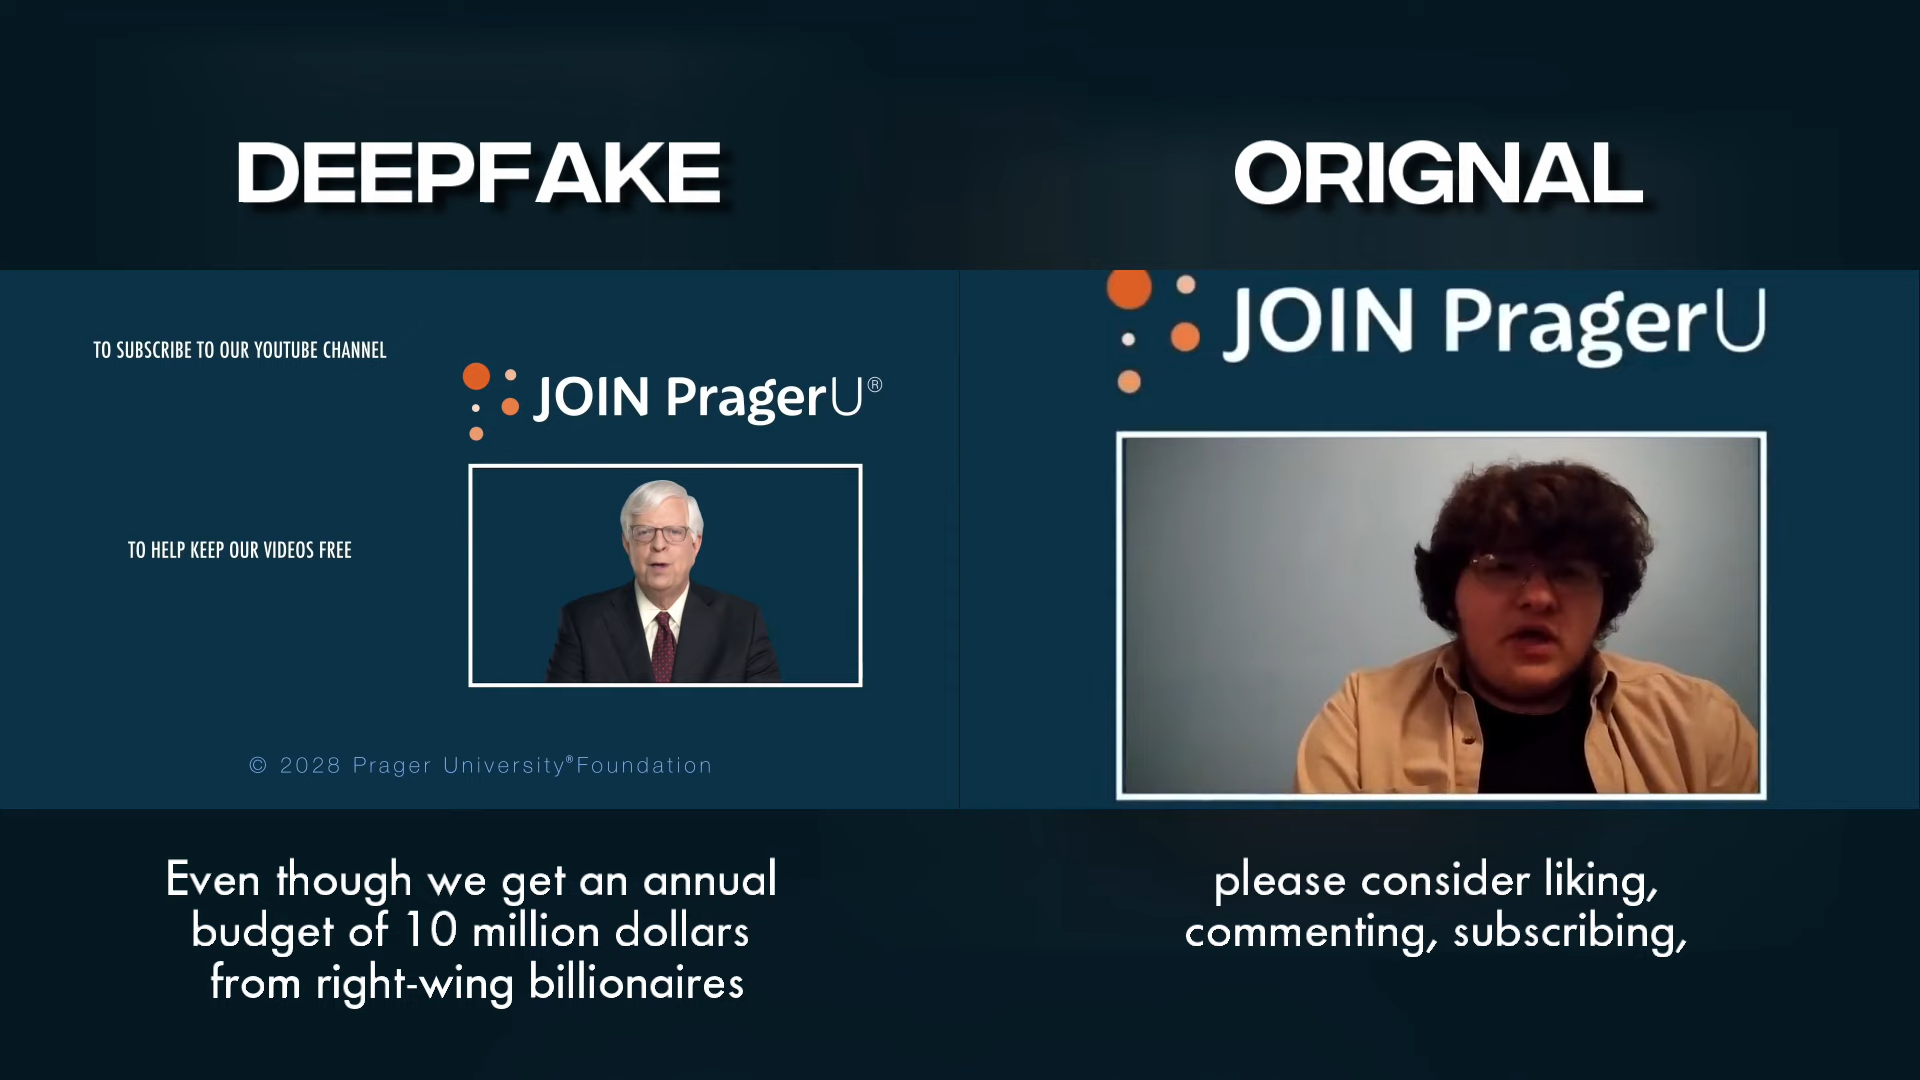 DEEPFAKE
ORIGNAL
TO SUBSCRIBE TO OUR YOUTUBE CHANNEL
JOIN PragerU®
TO HELP KEEP OUR VIDEOS FREE
© 2028 Prager University®Foundation
JOIN PragerU
Even though we get an annual
budget of 10 million dollars
from right-wing billionaires
please consider liking,
commenting, subscribing,